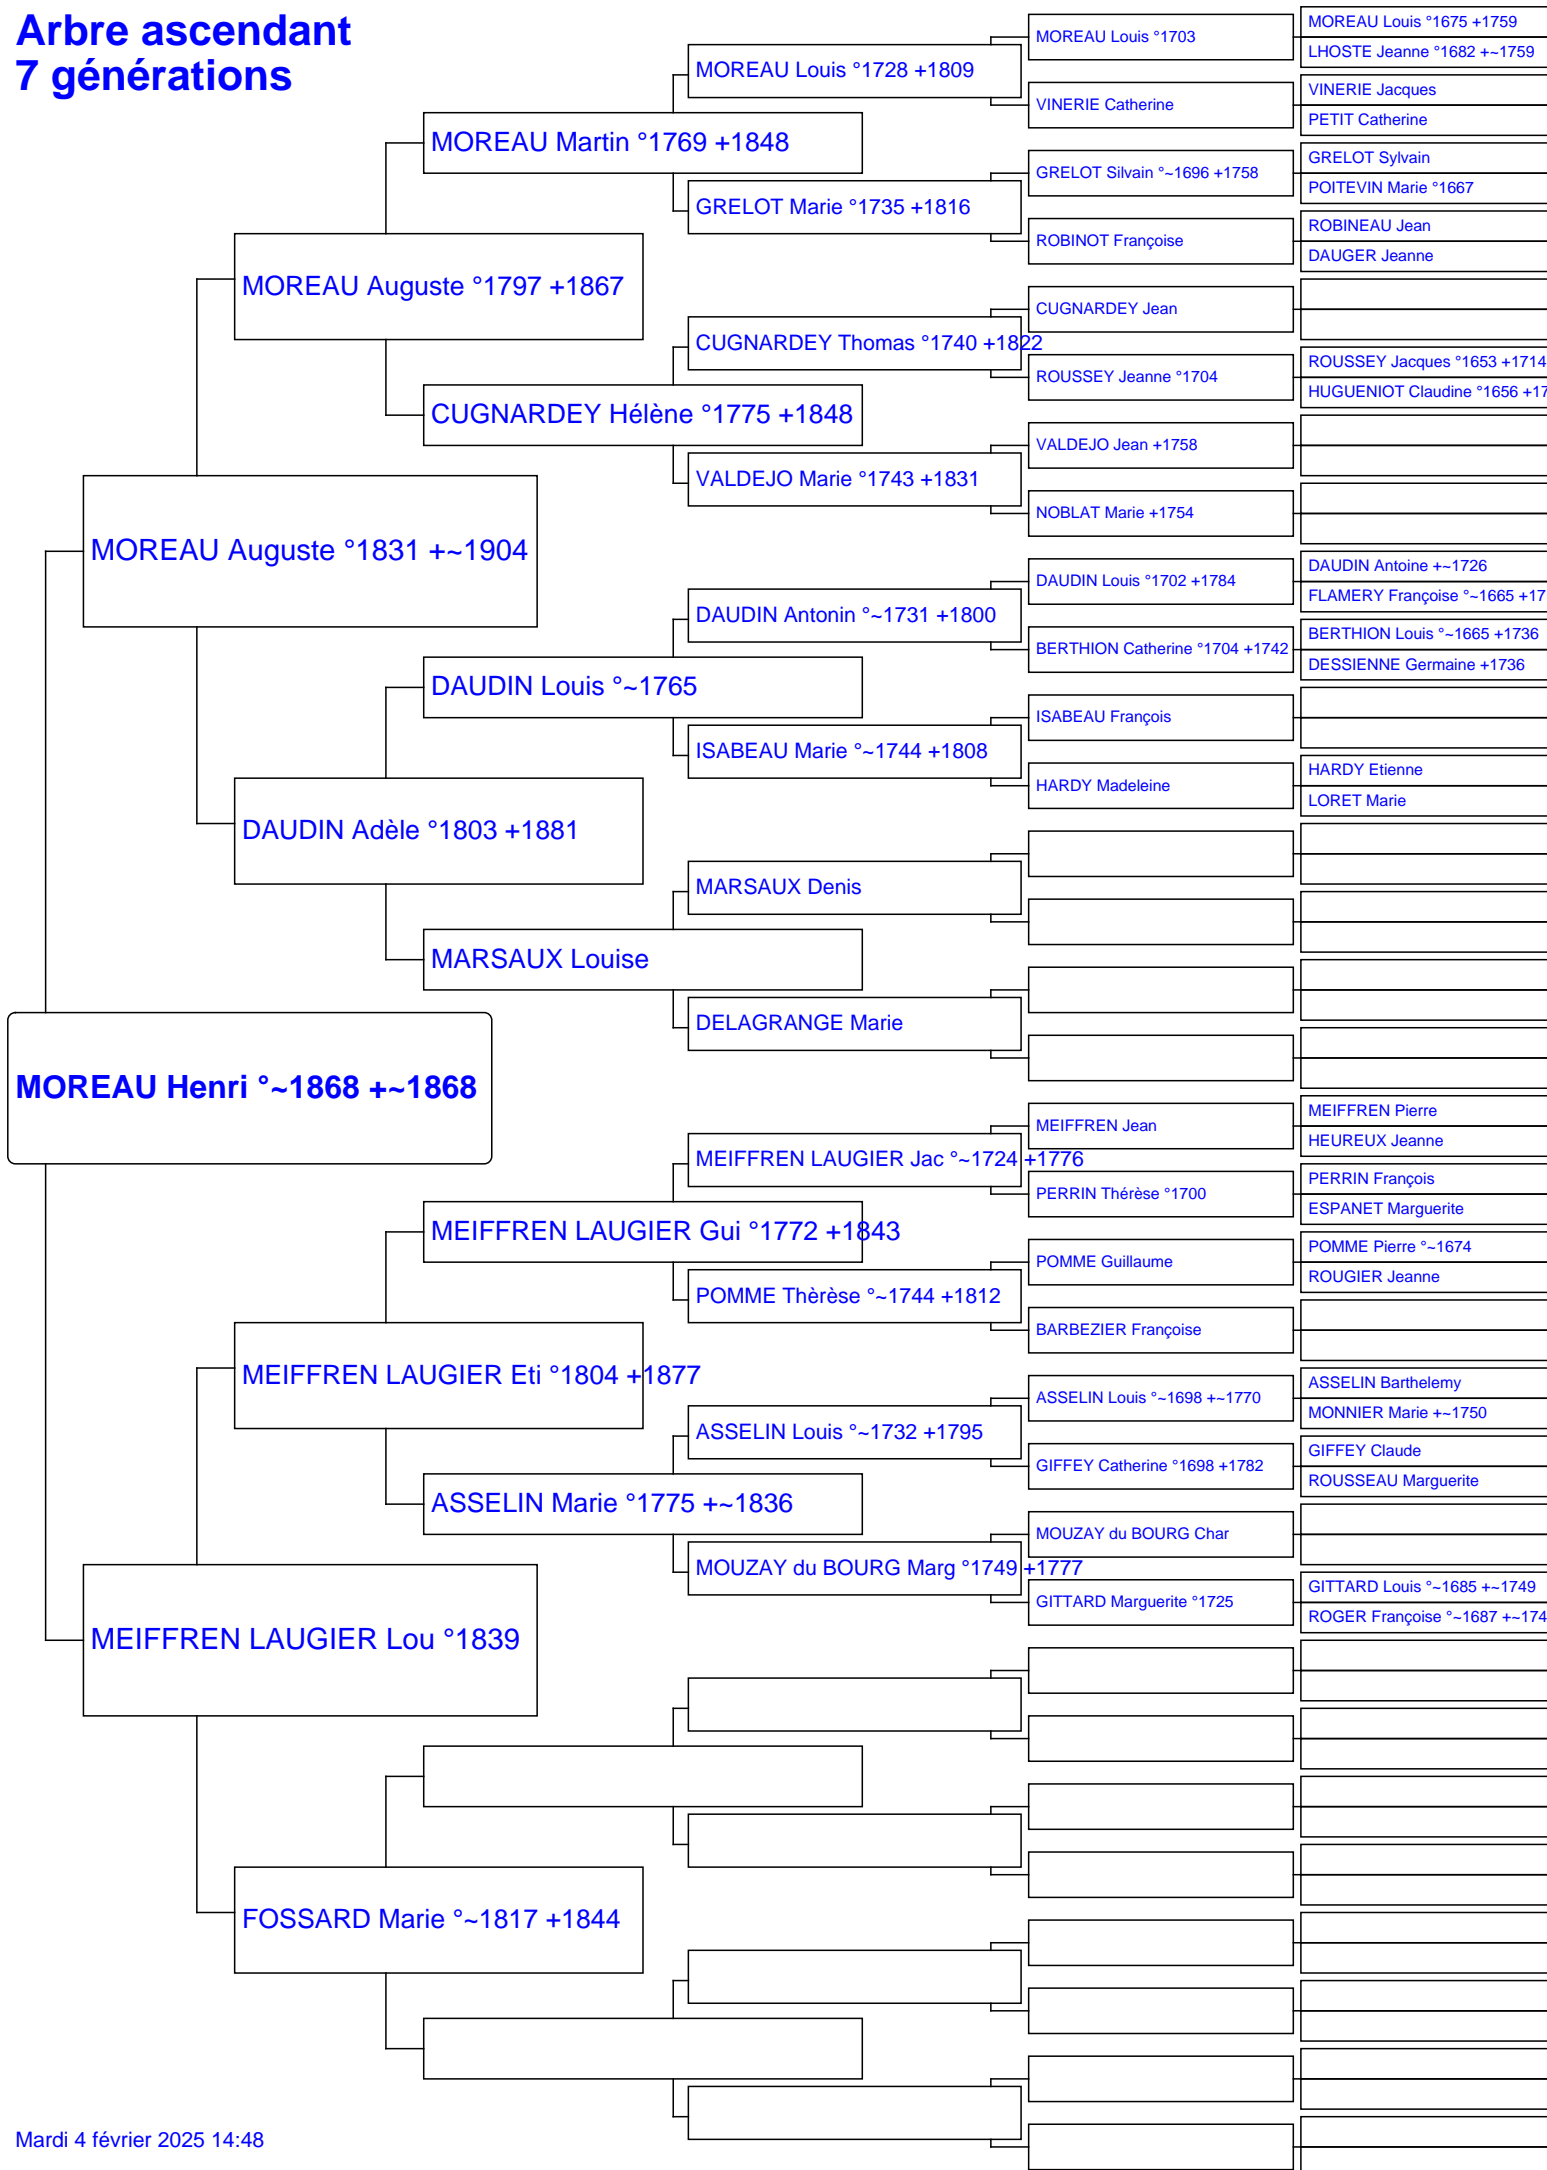 Arbre ascendant
7 générations
MOREAU Louis °1675 +1759
MOREAU Louis °1703
LHOSTE Jeanne °1682 +~1759
MOREAU Louis °1728 +1809
VINERIE Jacques
VINERIE Catherine
PETIT Catherine
MOREAU Martin °1769 +1848
GRELOT Sylvain
GRELOT Silvain °~1696 +1758
POITEVIN Marie °1667
GRELOT Marie °1735 +1816
ROBINEAU Jean
ROBINOT Françoise
DAUGER Jeanne
MOREAU Auguste °1797 +1867
CUGNARDEY Jean
CUGNARDEY Thomas °1740 +1822
ROUSSEY Jacques °1653 +1714
ROUSSEY Jeanne °1704
HUGUENIOT Claudine °1656 +17
CUGNARDEY Hélène °1775 +1848
VALDEJO Jean +1758
VALDEJO Marie °1743 +1831
NOBLAT Marie +1754
MOREAU Auguste °1831 +~1904
DAUDIN Antoine +~1726
DAUDIN Louis °1702 +1784
FLAMERY Françoise °~1665 +17
DAUDIN Antonin °~1731 +1800
BERTHION Louis °~1665 +1736
BERTHION Catherine °1704 +1742
DESSIENNE Germaine +1736
DAUDIN Louis °~1765
ISABEAU François
ISABEAU Marie °~1744 +1808
HARDY Etienne
HARDY Madeleine
LORET Marie
DAUDIN Adèle °1803 +1881
MARSAUX Denis
MARSAUX Louise
DELAGRANGE Marie
MOREAU Henri °~1868 +~1868
MEIFFREN Pierre
MEIFFREN Jean
HEUREUX Jeanne
MEIFFREN LAUGIER Jac °~1724 +1776
PERRIN François
PERRIN Thérèse °1700
ESPANET Marguerite
MEIFFREN LAUGIER Gui °1772 +1843
POMME Pierre °~1674
POMME Guillaume
ROUGIER Jeanne
POMME Thèrèse °~1744 +1812
BARBEZIER Françoise
MEIFFREN LAUGIER Eti °1804 +1877
ASSELIN Barthelemy
ASSELIN Louis °~1698 +~1770
MONNIER Marie +~1750
ASSELIN Louis °~1732 +1795
GIFFEY Claude
GIFFEY Catherine °1698 +1782
ROUSSEAU Marguerite
ASSELIN Marie °1775 +~1836
MOUZAY du BOURG Char
MOUZAY du BOURG Marg °1749 +1777
GITTARD Louis °~1685 +~1749
GITTARD Marguerite °1725
ROGER Françoise °~1687 +~174
MEIFFREN LAUGIER Lou °1839
FOSSARD Marie °~1817 +1844
Mardi 4 février 2025 14:48